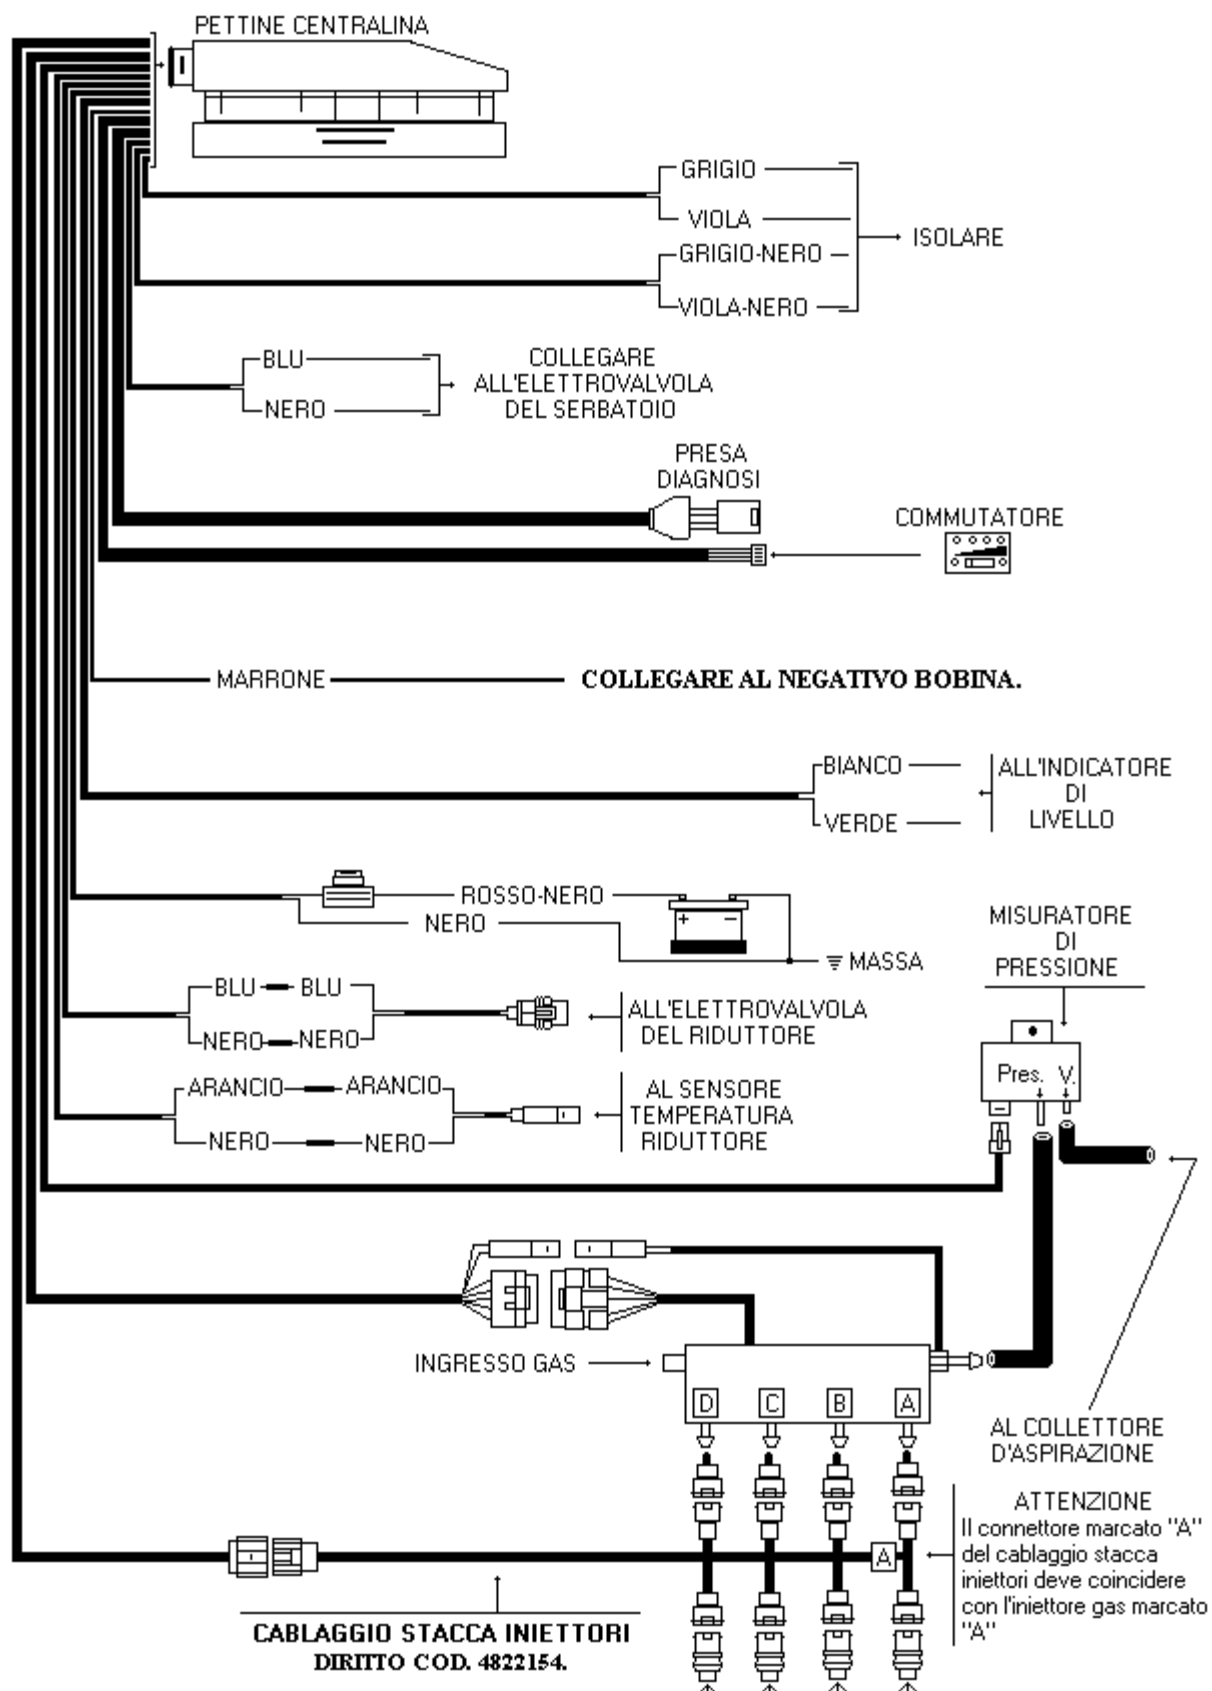 PETTINE CENTRALINA
GRIGIO
VIOLA
ISOLARE
GRIGIO-NERO
VIOLA-NERO
BLU
NERO
COLLEGARE
ALL'ELETTROVALVOLA
DEL SERBATOIO
PRESA
DIAGNOSI
COMMUTATORE
MARRONE
COLLEGARE AL NEGATIVO BOBINA.
BIANCO
VERDE
ALL'INDICATORE
DI
LIVELLO
ROSSO-NERO
NERO
+ -
MASSA
MISURATORE
DI
PRESSIONE
BLU BLU
NERO NERO
ALL'ELETTROVALVOLA
DEL RIDUTTORE
Pres. V.
ARANCIO ARANCIO
NERO NERO
AL SENSORE
TEMPERATURA
RIDUTTORE
INGRESSO GAS
D C B A
AL COLLETTORE
D'ASPIRAZIONE
ATTENZIONE
Il connettore marcato "A"
del cablaggio stacca
iniettori deve coincidere
con l'iniettore gas marcato
"A"
A
CABLAGGIO STACCA INIETTORI
DIRITTO COD. 4822154.